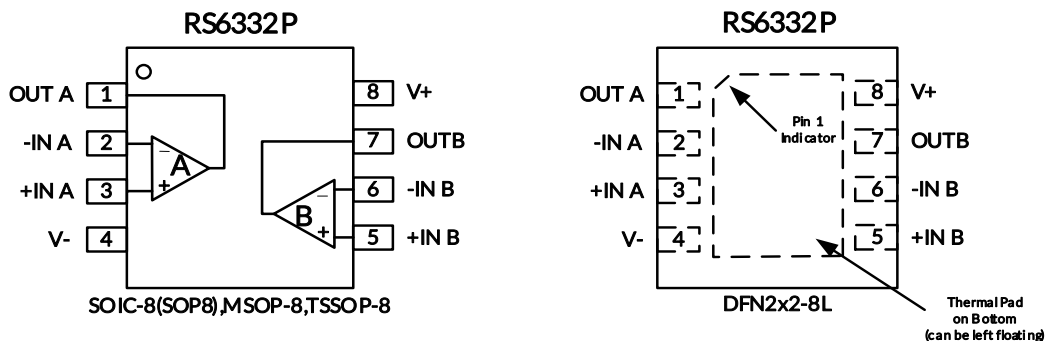 RS6332P
OUT A 1
-IN A 2
+IN A 3
V- 4
8 V+
7 OUTB
6 -IN B
5 +IN B
− A +
− B +
SOIC-8(SOP8),MSOP-8,TSSOP-8
RS6332P
OUT A 1
-IN A 2
+IN A 3
V- 4
8 V+
7 OUTB
6 -IN B
5 +IN B
Pin 1
Indicator
DFN2x2-8L
Thermal Pad
on Bottom
(can be left floating)